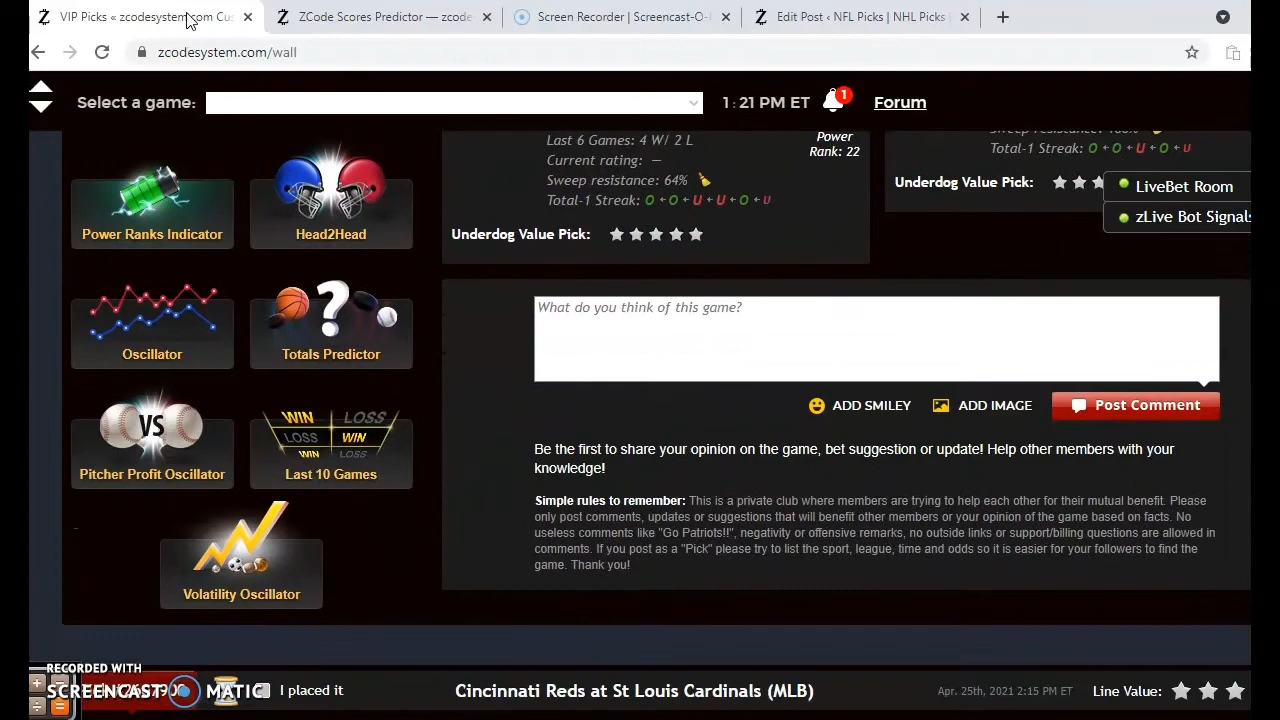 VIP Picks « zcodesystem.com Cus
ZCode Scores Predictor — zcode
Screen Recorder | Screencast-O-
Edit Post ‹ NFL Picks | NHL Picks
zcodesystem.com/wall
Select a game:
1:21 PM ET
1
Forum
Last 6 Games: 4 W/ 2 L
Current rating: —
Sweep resistance: 64%
Total-1 Streak: O ← O ← U ← U ← O ← U
Underdog Value Pick:
Power
Rank: 22
Total-1 Streak: O ← O ← U ← O ← U
Underdog Value Pick:
LiveBet Room
zLive Bot Signals
Power Ranks Indicator
Head2Head
Oscillator
Totals Predictor
VS
Pitcher Profit Oscillator
WIN LOSS
LOSS WIN
WIN LOSS
Last 10 Games
Volatility Oscillator
What do you think of this game?
ADD SMILEY
ADD IMAGE
Post Comment
Be the first to share your opinion on the game, bet suggestion or update! Help other members with your
knowledge!
Simple rules to remember: This is a private club where members are trying to help each other for their mutual benefit. Please
only post comments, updates or suggestions that will benefit other members or your opinion of the game based on facts. No
useless comments like "Go Patriots!!", negativity or offensive remarks, no outside links or support/billing questions are allowed in
comments. If you post as a "Pick" please try to list the sport, league, time and odds so it is easier for your followers to find the
game. Thank you!
RECORDED WITH
SCREENCAST-O-MATIC
I placed it
Cincinnati Reds at St Louis Cardinals (MLB)
Apr. 25th, 2021 2:15 PM ET
Line Value: